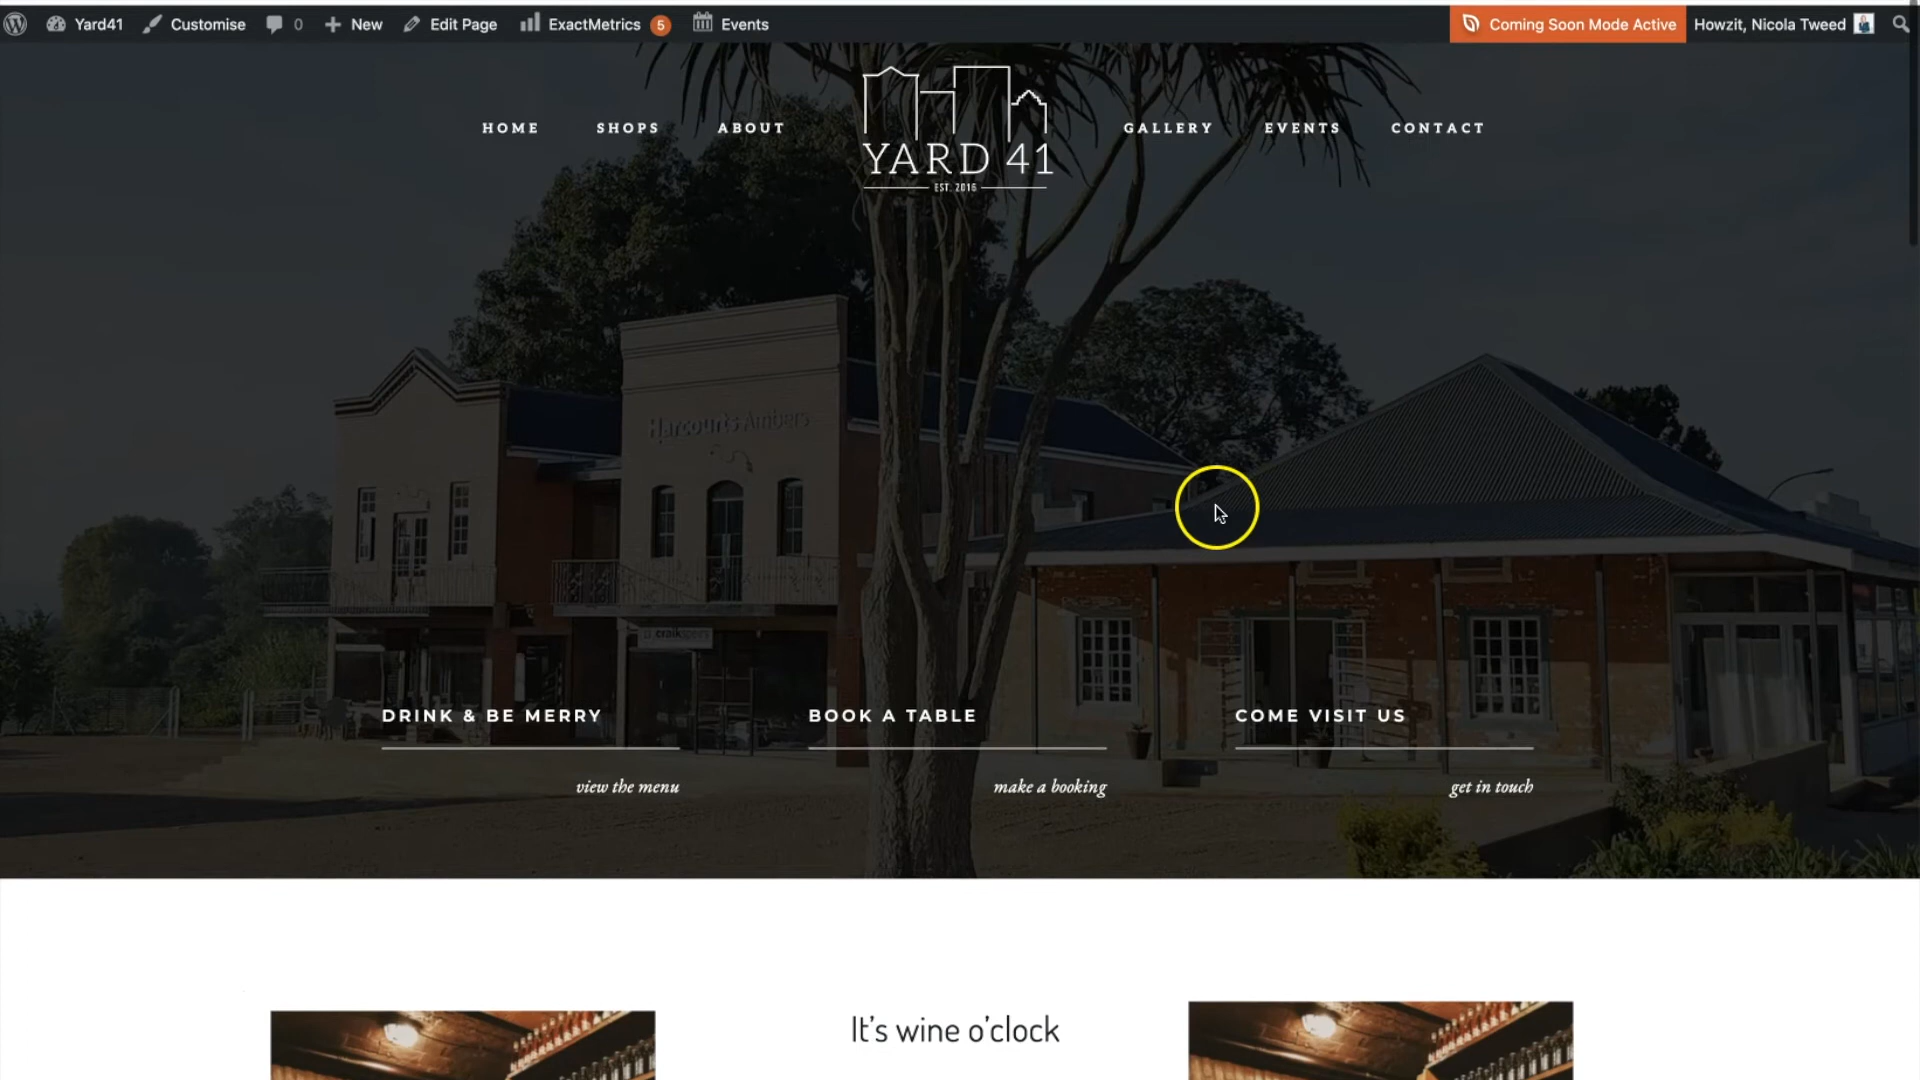 Yard41 Customise 0 New Edit Page ExactMetrics 5 Events Coming Soon Mode Active Howzit, Nicola Tweed
HOME SHOPS ABOUT GALLERY EVENTS CONTACT
YARD 41
EST. 2016
Harcourts Ambers
DRINK & BE MERRY BOOK A TABLE COME VISIT US
view the menu make a booking get in touch
It's wine o'clock